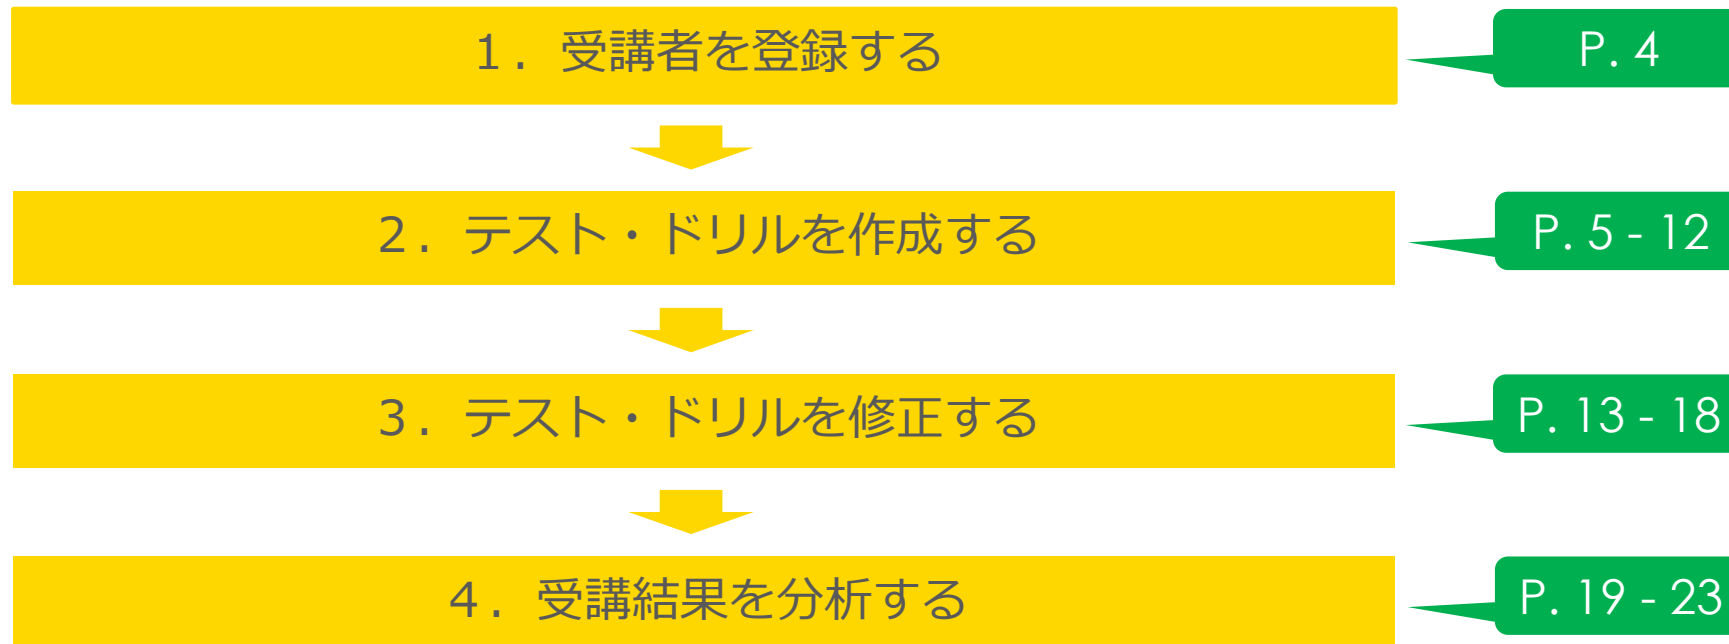 1. 受講者を登録する
P. 4
2. テスト・ドリルを作成する
P. 5 - 12
3. テスト・ドリルを修正する
P. 13 - 18
4. 受講結果を分析する
P. 19 - 23